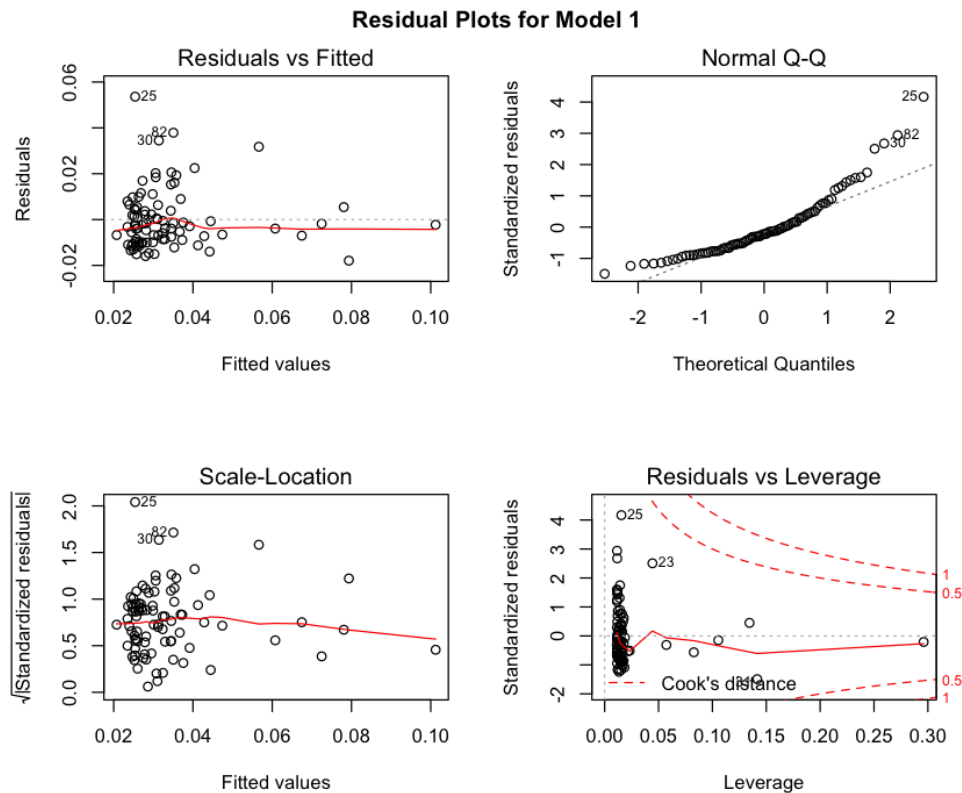 Residual Plots for Model 1
Residuals vs Fitted
Residuals
0.06
0.02
-0.02
25
82
30
0.02 0.04 0.06 0.08 0.10
Fitted values
Normal Q-Q
Standardized residuals
4
3
2
1
0
-1
25
82
30
-2 -1 0 1 2
Theoretical Quantiles
Scale-Location
√|Standardized residuals|
2.0
1.5
1.0
0.5
0.0
25
82
30
0.02 0.04 0.06 0.08 0.10
Fitted values
Residuals vs Leverage
Standardized residuals
4
3
2
1
0
-1
-2
25
23
1
0.5
0.5
1
Cook's distance
0.00 0.05 0.10 0.15 0.20 0.25 0.30
Leverage